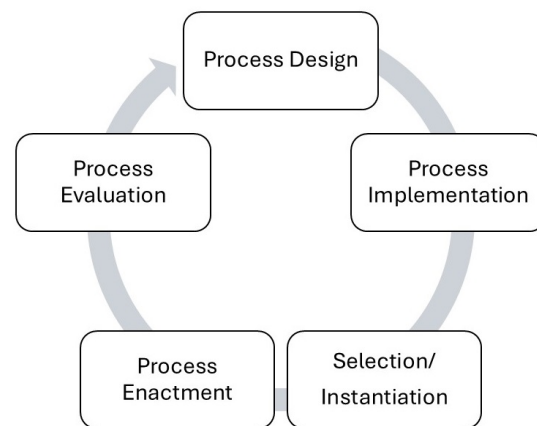 Process Design
Process
Implementation
Selection/
Instantiation
Process
Enactment
Process
Evaluation